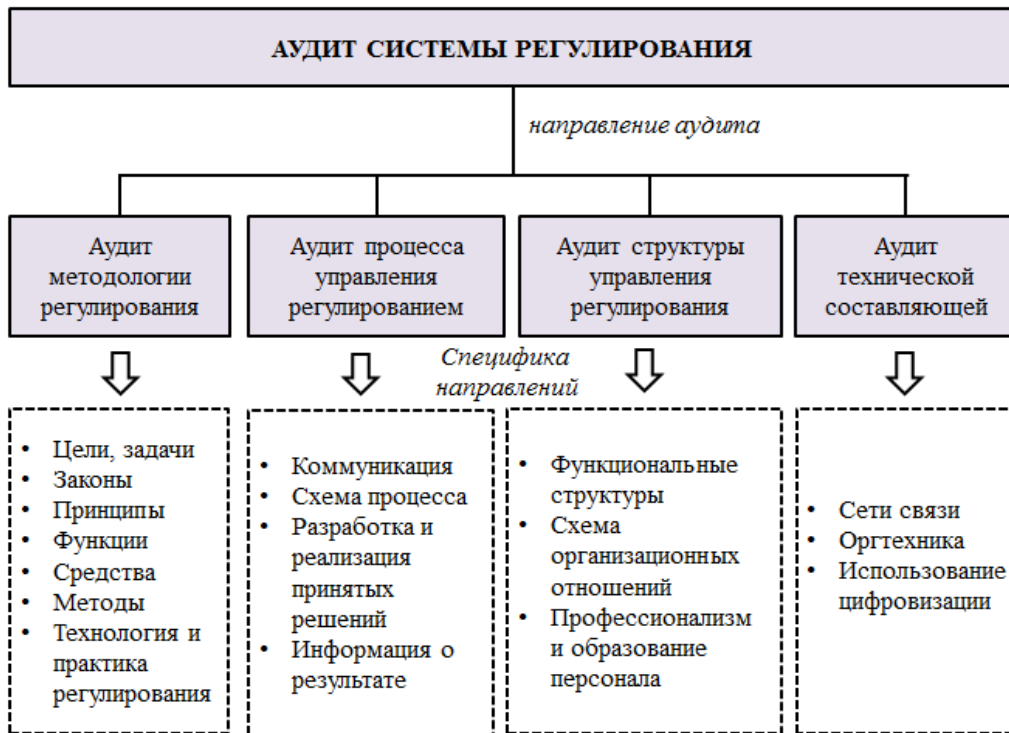 АУДИТ СИСТЕМЫ РЕГУЛИРОВАНИЯ
направление аудита
Аудит
методологии
регулирования
Аудит процесса
управления
регулированием
Аудит структуры
управления
регулирования
Аудит
технической
составляющей
Специфика
направлений
• Цели, задачи
• Законы
• Принципы
• Функции
• Средства
• Методы
• Технология и
практика
регулирования
• Коммуникация
• Схема процесса
• Разработка и
реализация
принятых
решений
• Информация о
результате
• Функциональные
структуры
• Схема
организационных
отношений
• Профессионализм
и образование
персонала
• Сети связи
• Оргтехника
• Использование
цифровизации